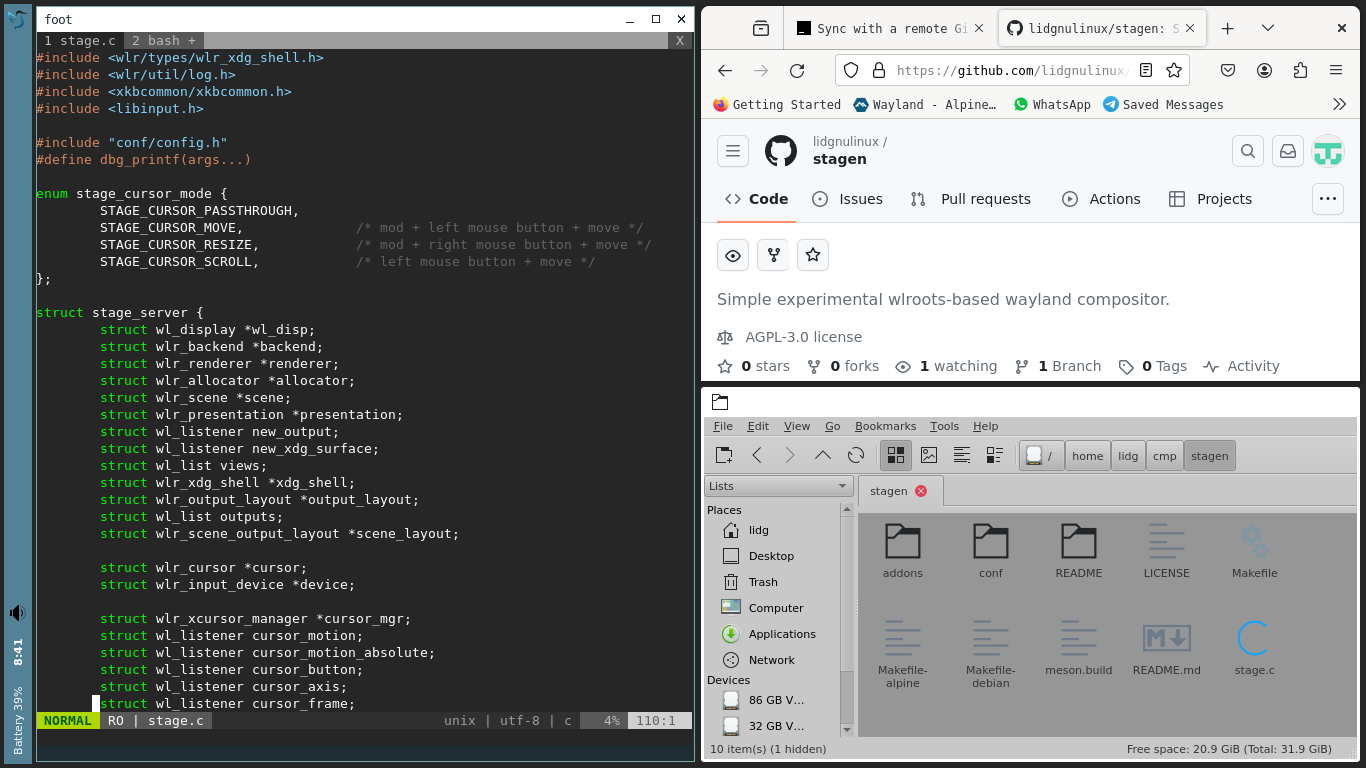 foot
1 stage.c 2 bash + X
#include <wlr/types/wlr_xdg_shell.h>
#include <wlr/util/log.h>
#include <xkbcommon/xkbcommon.h>
#include <libinput.h>
#include "conf/config.h"
#define dbg_printf(args...)
enum stage_cursor_mode {
STAGE_CURSOR_PASSTHROUGH,
STAGE_CURSOR_MOVE, /* mod + left mouse button + move */
STAGE_CURSOR_RESIZE, /* mod + right mouse button + move */
STAGE_CURSOR_SCROLL, /* left mouse button + move */
};
struct stage_server {
struct wl_display *wl_disp;
struct wlr_backend *backend;
struct wlr_renderer *renderer;
struct wlr_allocator *allocator;
struct wlr_scene *scene;
struct wlr_presentation *presentation;
struct wl_listener new_output;
struct wl_listener new_xdg_surface;
struct wl_list views;
struct wlr_xdg_shell *xdg_shell;
struct wlr_output_layout *output_layout;
struct wl_list outputs;
struct wlr_scene_output_layout *scene_layout;
struct wlr_cursor *cursor;
struct wlr_input_device *device;
struct wlr_xcursor_manager *cursor_mgr;
struct wl_listener cursor_motion;
struct wl_listener cursor_motion_absolute;
struct wl_listener cursor_button;
struct wl_listener cursor_axis;
struct wl_listener cursor_frame;
NORMAL RO | stage.c unix | utf-8 | c 4% 110:1
8:41
Battery 39%
Sync with a remote Gi
lidgnulinux/stagen: S
https://github.com/lidgnulinux/
Getting Started Wayland - Alpine… WhatsApp Saved Messages
lidgnulinux /
stagen
Code Issues Pull requests Actions Projects
Simple experimental wlroots-based wayland compositor.
AGPL-3.0 license
0 stars 0 forks 1 watching 1 Branch 0 Tags Activity
File Edit View Go Bookmarks Tools Help
/ home lidg cmp stagen
Lists
stagen
Places
lidg
Desktop
Trash
Computer
Applications
Network
Devices
86 GB V…
32 GB V…
addons conf README LICENSE Makefile
Makefile-alpine Makefile-debian meson.build README.md stage.c
10 item(s) (1 hidden) Free space: 20.9 GiB (Total: 31.9 GiB)